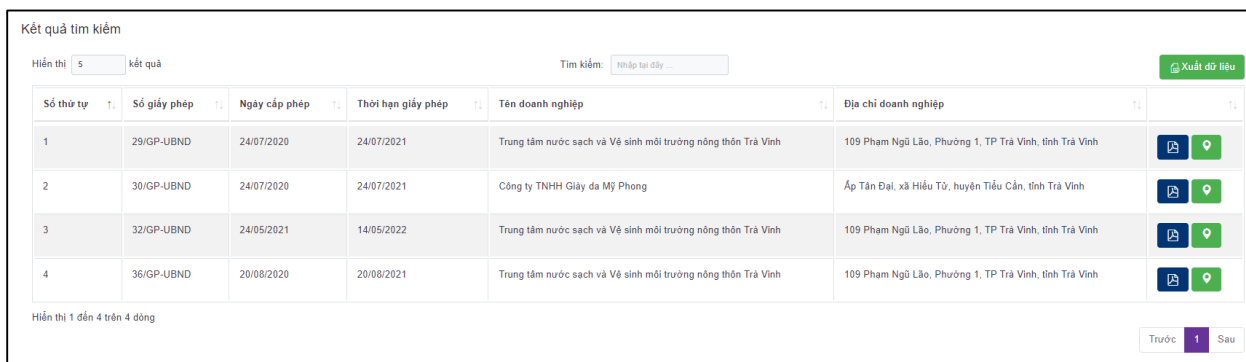 Kết quả tìm kiếm
Hiển thị 5 kết quả Tìm kiếm: Nhập tại đây ... Xuất dữ liệu
Số thứ tự Số giấy phép Ngày cấp phép Thời hạn giấy phép Tên doanh nghiệp Địa chỉ doanh nghiệp
1 29/GP-UBND 24/07/2020 24/07/2021 Trung tâm nước sạch và Vệ sinh môi trường nông thôn Trà Vinh 109 Phạm Ngũ Lão, Phường 1, TP Trà Vinh, tỉnh Trà Vinh
2 30/GP-UBND 24/07/2020 24/07/2021 Công ty TNHH Giày da Mỹ Phong Ấp Tân Đại, xã Hiếu Tử, huyện Tiểu Cần, tỉnh Trà Vinh
3 32/GP-UBND 24/05/2021 14/05/2022 Trung tâm nước sạch và Vệ sinh môi trường nông thôn Trà Vinh 109 Phạm Ngũ Lão, Phường 1, TP Trà Vinh, tỉnh Trà Vinh
4 36/GP-UBND 20/08/2020 20/08/2021 Trung tâm nước sạch và Vệ sinh môi trường nông thôn Trà Vinh 109 Phạm Ngũ Lão, Phường 1, TP Trà Vinh, tỉnh Trà Vinh
Hiển thị 1 đến 4 trên 4 dòng
Trước 1 Sau